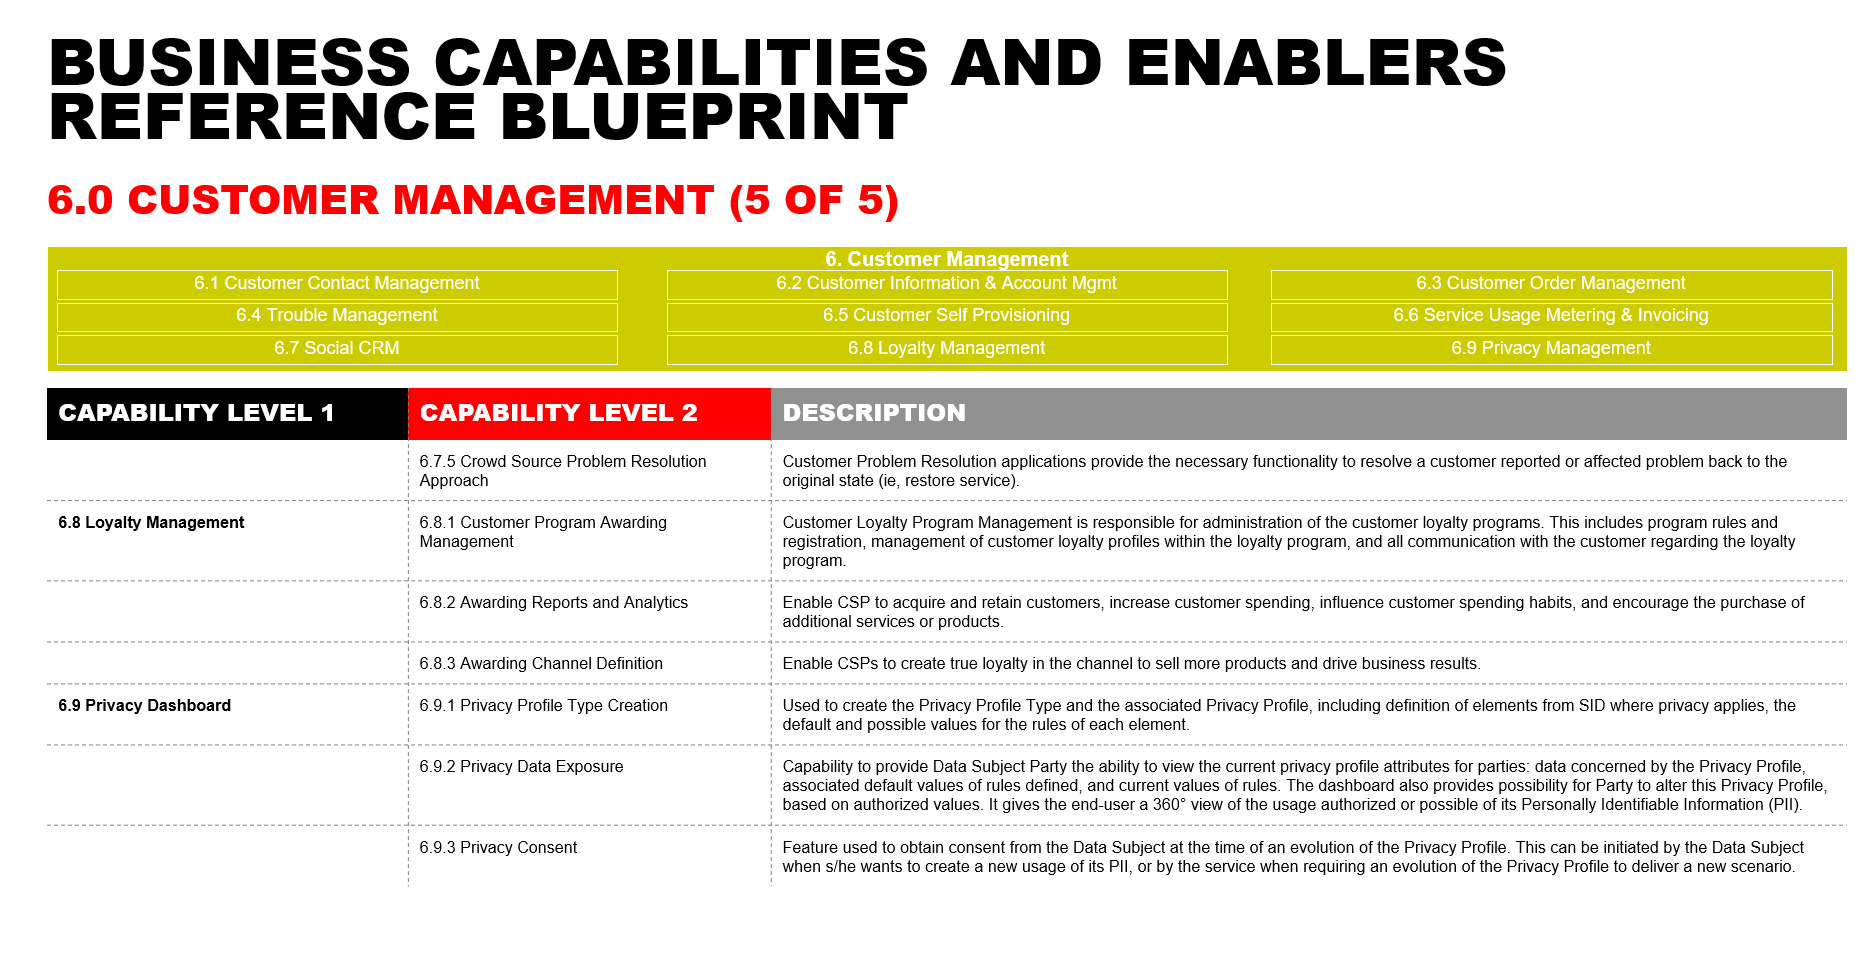 BUSINESS CAPABILITIES AND ENABLERS
REFERENCE BLUEPRINT
6.0 CUSTOMER MANAGEMENT (5 OF 5)
6. Customer Management
6.1 Customer Contact Management
6.2 Customer Information & Account Mgmt
6.3 Customer Order Management
6.4 Trouble Management
6.5 Customer Self Provisioning
6.6 Service Usage Metering & Invoicing
6.7 Social CRM
6.8 Loyalty Management
6.9 Privacy Management
CAPABILITY LEVEL 1
CAPABILITY LEVEL 2
DESCRIPTION
6.7.5 Crowd Source Problem Resolution
Approach
Customer Problem Resolution applications provide the necessary functionality to resolve a customer reported or affected problem back to the
original state (ie, restore service).
6.8 Loyalty Management
6.8.1 Customer Program Awarding
Management
Customer Loyalty Program Management is responsible for administration of the customer loyalty programs. This includes program rules and
registration, management of customer loyalty profiles within the loyalty program, and all communication with the customer regarding the loyalty
program.
6.8.2 Awarding Reports and Analytics
Enable CSP to acquire and retain customers, increase customer spending, influence customer spending habits, and encourage the purchase of
additional services or products.
6.8.3 Awarding Channel Definition
Enable CSPs to create true loyalty in the channel to sell more products and drive business results.
6.9 Privacy Dashboard
6.9.1 Privacy Profile Type Creation
Used to create the Privacy Profile Type and the associated Privacy Profile, including definition of elements from SID where privacy applies, the
default and possible values for the rules of each element.
6.9.2 Privacy Data Exposure
Capability to provide Data Subject Party the ability to view the current privacy profile attributes for parties: data concerned by the Privacy Profile,
associated default values of rules defined, and current values of rules. The dashboard also provides possibility for Party to alter this Privacy Profile,
based on authorized values. It gives the end-user a 360° view of the usage authorized or possible of its Personally Identifiable Information (PII).
6.9.3 Privacy Consent
Feature used to obtain consent from the Data Subject at the time of an evolution of the Privacy Profile. This can be initiated by the Data Subject
when s/he wants to create a new usage of its PII, or by the service when requiring an evolution of the Privacy Profile to deliver a new scenario.